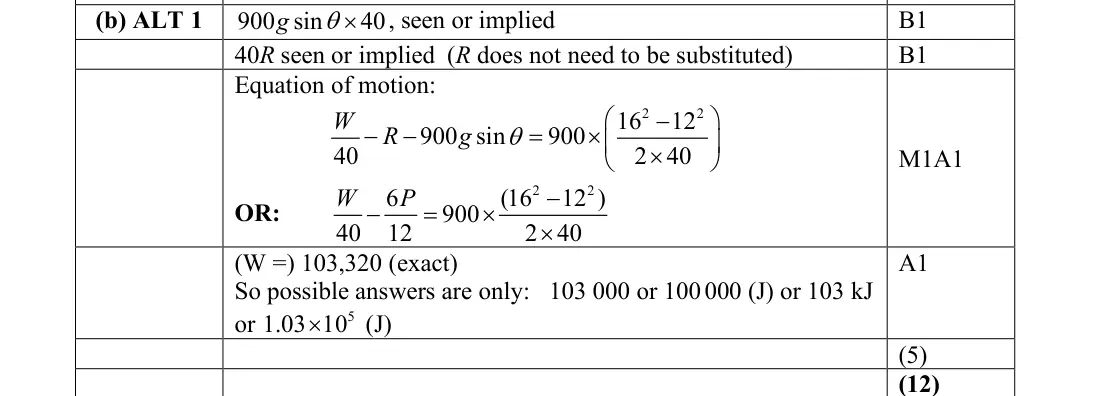 (b) ALT 1 900g sin θ × 40, seen or implied B1
40R seen or implied (R does not need to be substituted) B1
Equation of motion:
W/40 − R − 900g sin θ = 900 × ((16² − 12²)/(2 × 40))
M1A1
OR: W/40 − 6P/12 = 900 × (16² − 12²)/(2 × 40)
(W =) 103,320 (exact) A1
So possible answers are only: 103 000 or 100 000 (J) or 103 kJ
or 1.03×10⁵ (J)
(5)
(12)